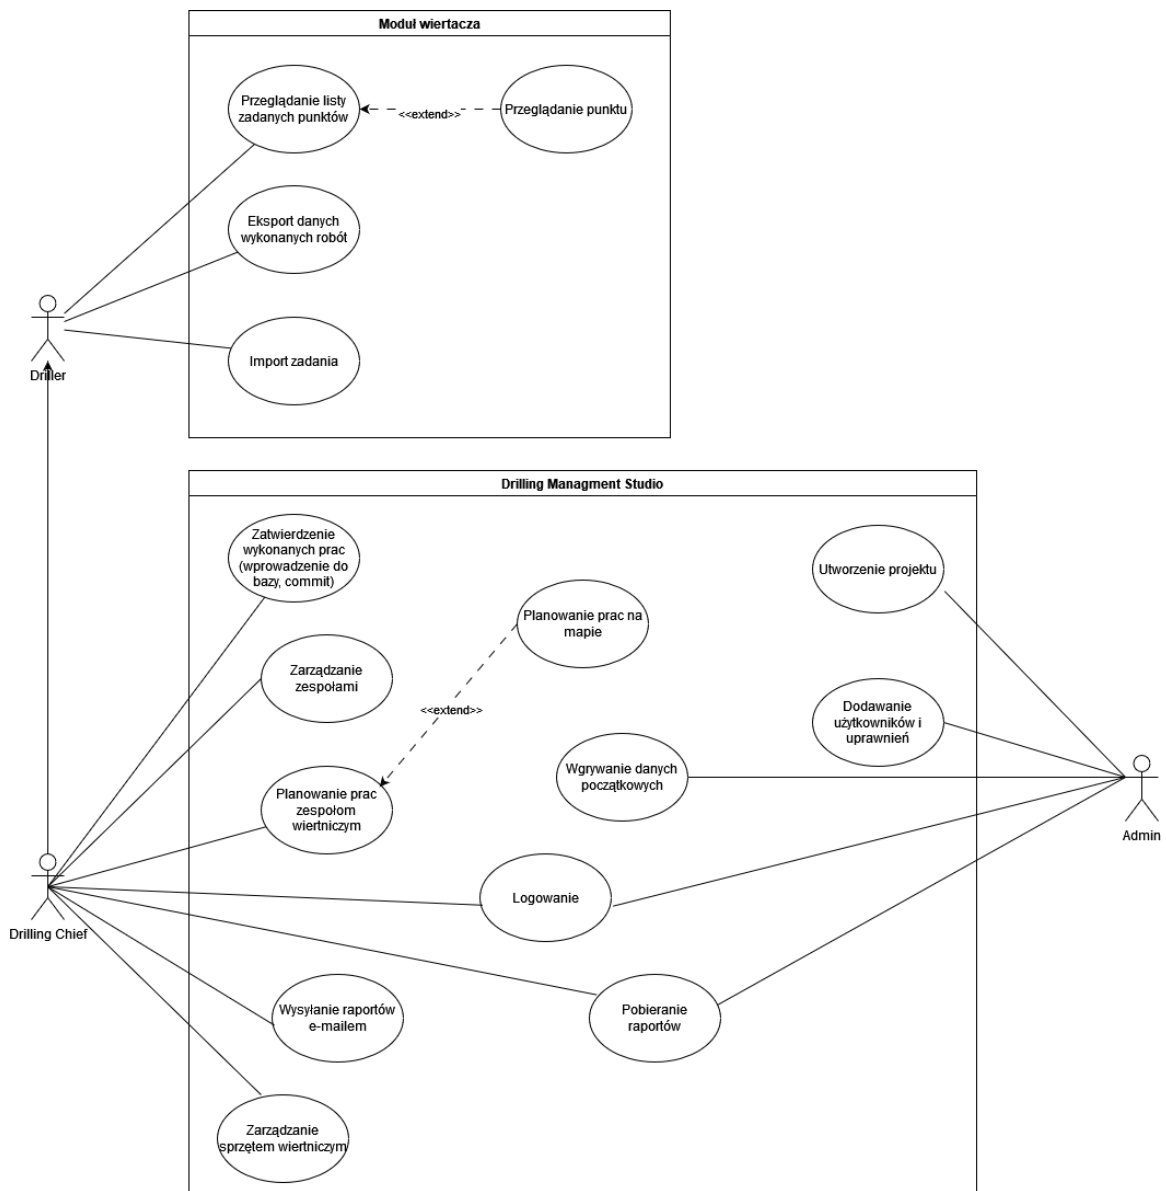 Moduł wiertacza
Przeglądanie listy
zadanych punktów
<<extend>>
Przeglądanie punktu
Eksport danych
wykonanych robót
Import zadania
Driller
Drilling Managment Studio
Zatwierdzenie
wykonanych prac
(wprowadzenie do
bazy, commit)
Utworzenie projektu
Planowanie prac na
mapie
Zarządzanie
zespołami
<<extend>>
Dodawanie
użytkowników i
uprawnień
Wgrywanie danych
początkowych
Planowanie prac
zespołom
wiertniczym
Admin
Logowanie
Drilling Chief
Wysyłanie raportów
e-mailem
Pobieranie
raportów
Zarządzanie
sprzętem wiertniczym